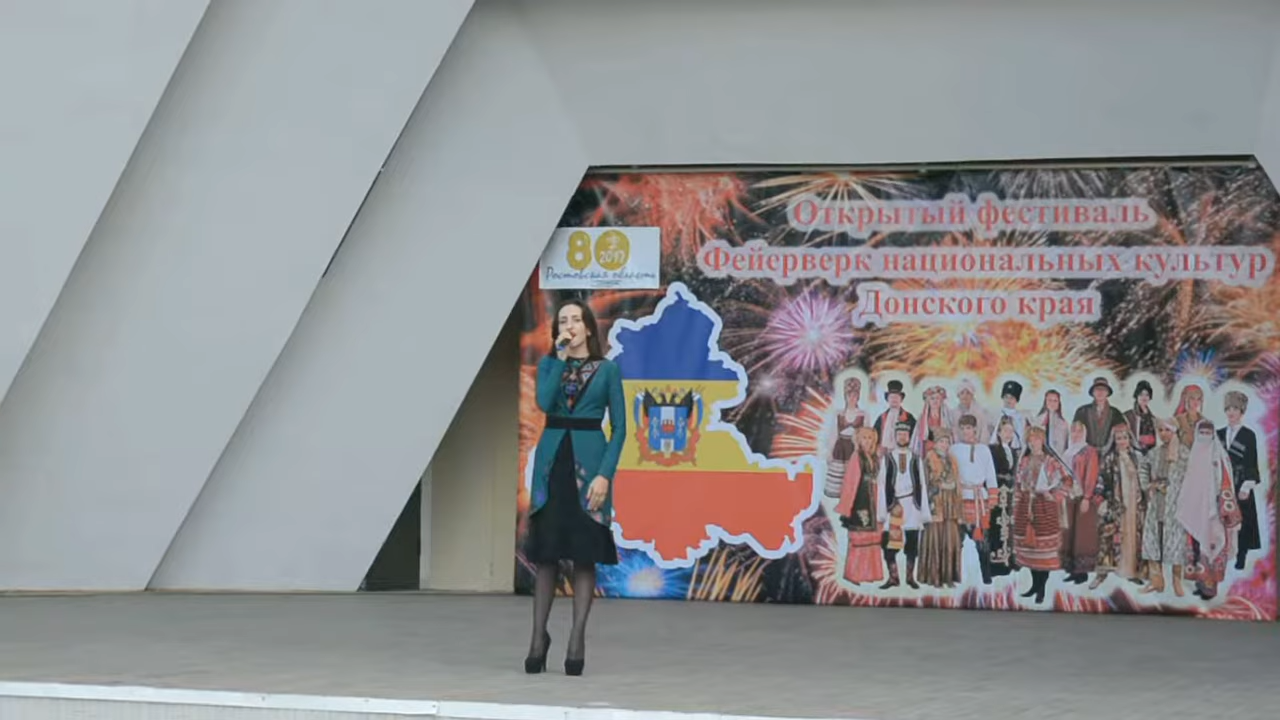 Открытый фестиваль
Фейерверк национальных культур
Донского края
80
2017
Ростовская область